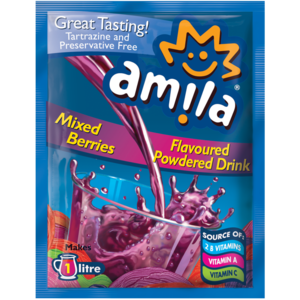 Great Tasting!
Tartrazine and
Preservative Free
amila®
Mixed
Berries
Flavoured
Powdered Drink
Makes
1 litre
SOURCE OF:
2 B VITAMINS
VITAMIN A
VITAMIN C